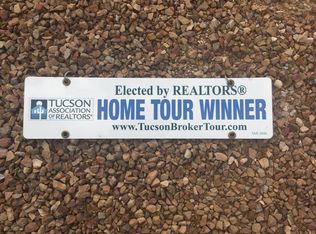 TUCSON
ASSOCIATION
OF REALTORS®
Elected by REALTORS®
HOME TOUR WINNER
www.TucsonBrokerTour.com